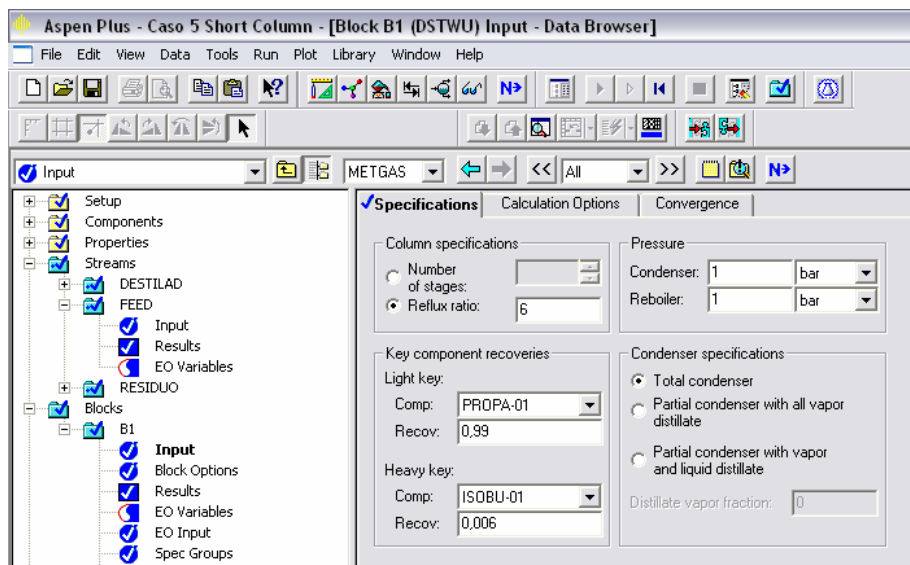 Aspen Plus - Caso 5 Short Column - [Block B1 (DSTWU) Input - Data Browser]
File Edit View Data Tools Run Plot Library Window Help
N>
Input METGAS << All >> N>
Setup
Components
Properties
Streams
DESTILAD
FEED
Input
Results
EO Variables
RESIDUO
Blocks
B1
Input
Block Options
Results
EO Variables
EO Input
Spec Groups
Specifications Calculation Options Convergence
Column specifications
Number
of stages:
Reflux ratio: 6
Pressure
Condenser: 1 bar
Reboiler: 1 bar
Key component recoveries
Light key:
Comp: PROPA-01
Recov: 0,99
Heavy key:
Comp: ISOBU-01
Recov: 0,006
Condenser specifications
Total condenser
Partial condenser with all vapor
distillate
Partial condenser with vapor
and liquid distillate
Distillate vapor fraction: 0